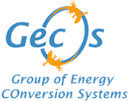 GeCOS
Group of Energy
COnversion Systems